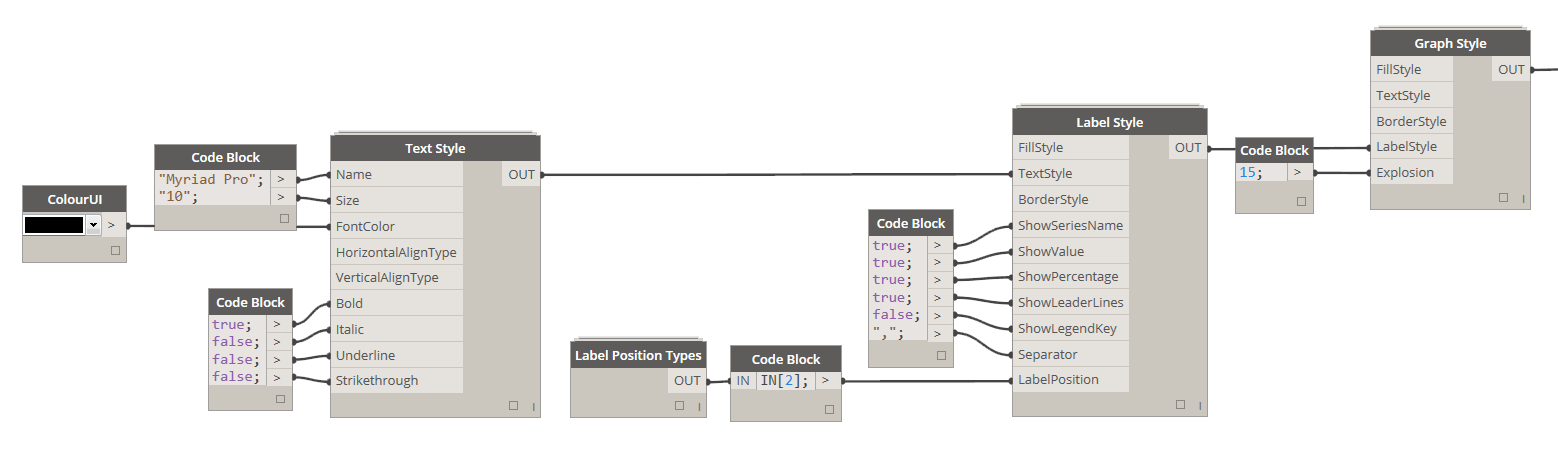 ColourUI
>
Code Block
"Myriad Pro"; >
"10"; >
Code Block
true; >
false; >
false; >
false; >
Text Style
Name OUT
Size
FontColor
HorizontalAlignType
VerticalAlignType
Bold
Italic
Underline
Strikethrough
Label Position Types
OUT
Code Block
IN IN[2]; >
Code Block
true; >
true; >
true; >
true; >
false; >
","; >
Label Style
FillStyle OUT
TextStyle
BorderStyle
ShowSeriesName
ShowValue
ShowPercentage
ShowLeaderLines
ShowLegendKey
Separator
LabelPosition
Code Block
15; >
Graph Style
FillStyle OUT
TextStyle
BorderStyle
LabelStyle
Explosion